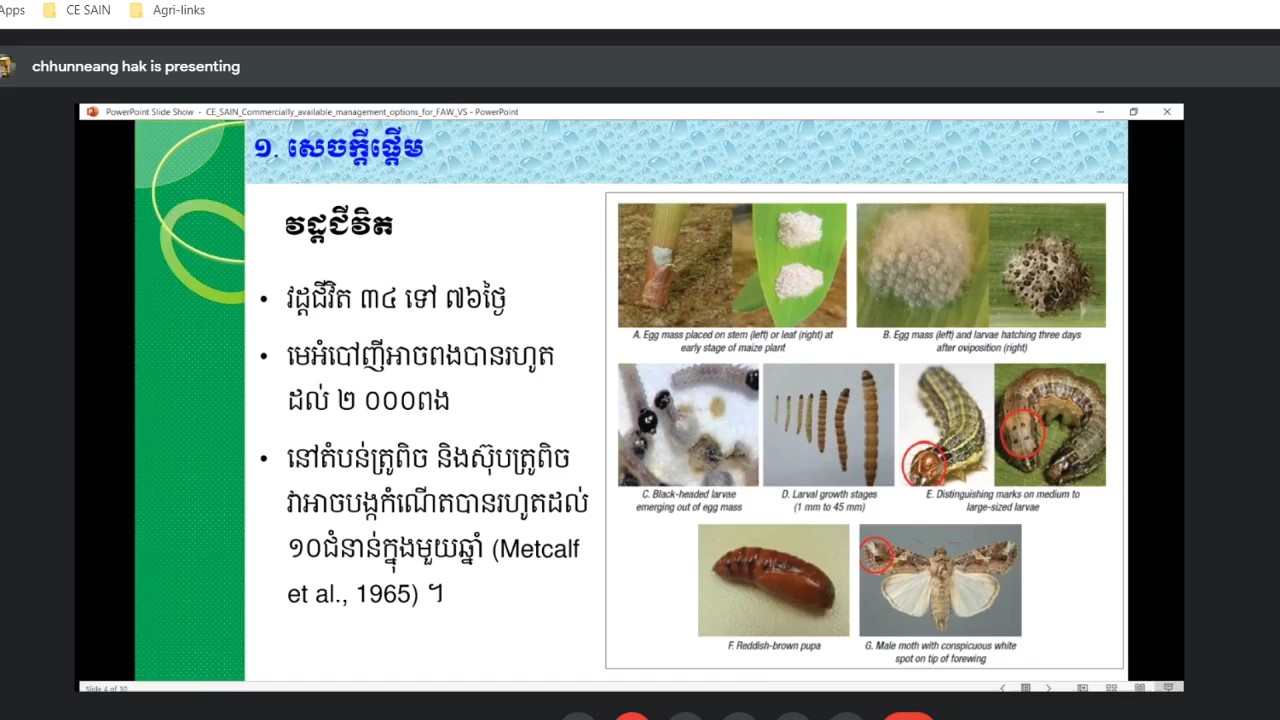 Apps CE SAIN Agri-links
chhunneang hak is presenting
PowerPoint Slide Show - CE_SAIN_Commercially_available_management_options_for_FAW_VS - PowerPoint
១. សេចក្តីផ្តើម
វដ្តជីវិត
• វដ្តជីវិត ៣៤ ទៅ ៧៦ថ្ងៃ
• មេអំបៅញីអាចពងបានរហូត
ដល់ ២ ០០០ពង
• នៅតំបន់ត្រូពិច និងស៊ុបត្រូពិច
វាអាចបង្កកំណើតបានរហូតដល់
១០ជំនាន់ក្នុងមួយឆ្នាំ (Metcalf
et al., 1965) ។
A. Egg mass placed on stem (left) or leaf (right) at
early stage of maize plant
B. Egg mass (left) and larvae hatching three days
after oviposition (right)
C. Black-headed larvae
emerging out of egg mass
D. Larval growth stages
(1 mm to 45 mm)
E. Distinguishing marks on medium to
large-sized larvae
F. Reddish-brown pupa
G. Male moth with conspicuous white
spot on tip of forewing
Slide 4 of 30